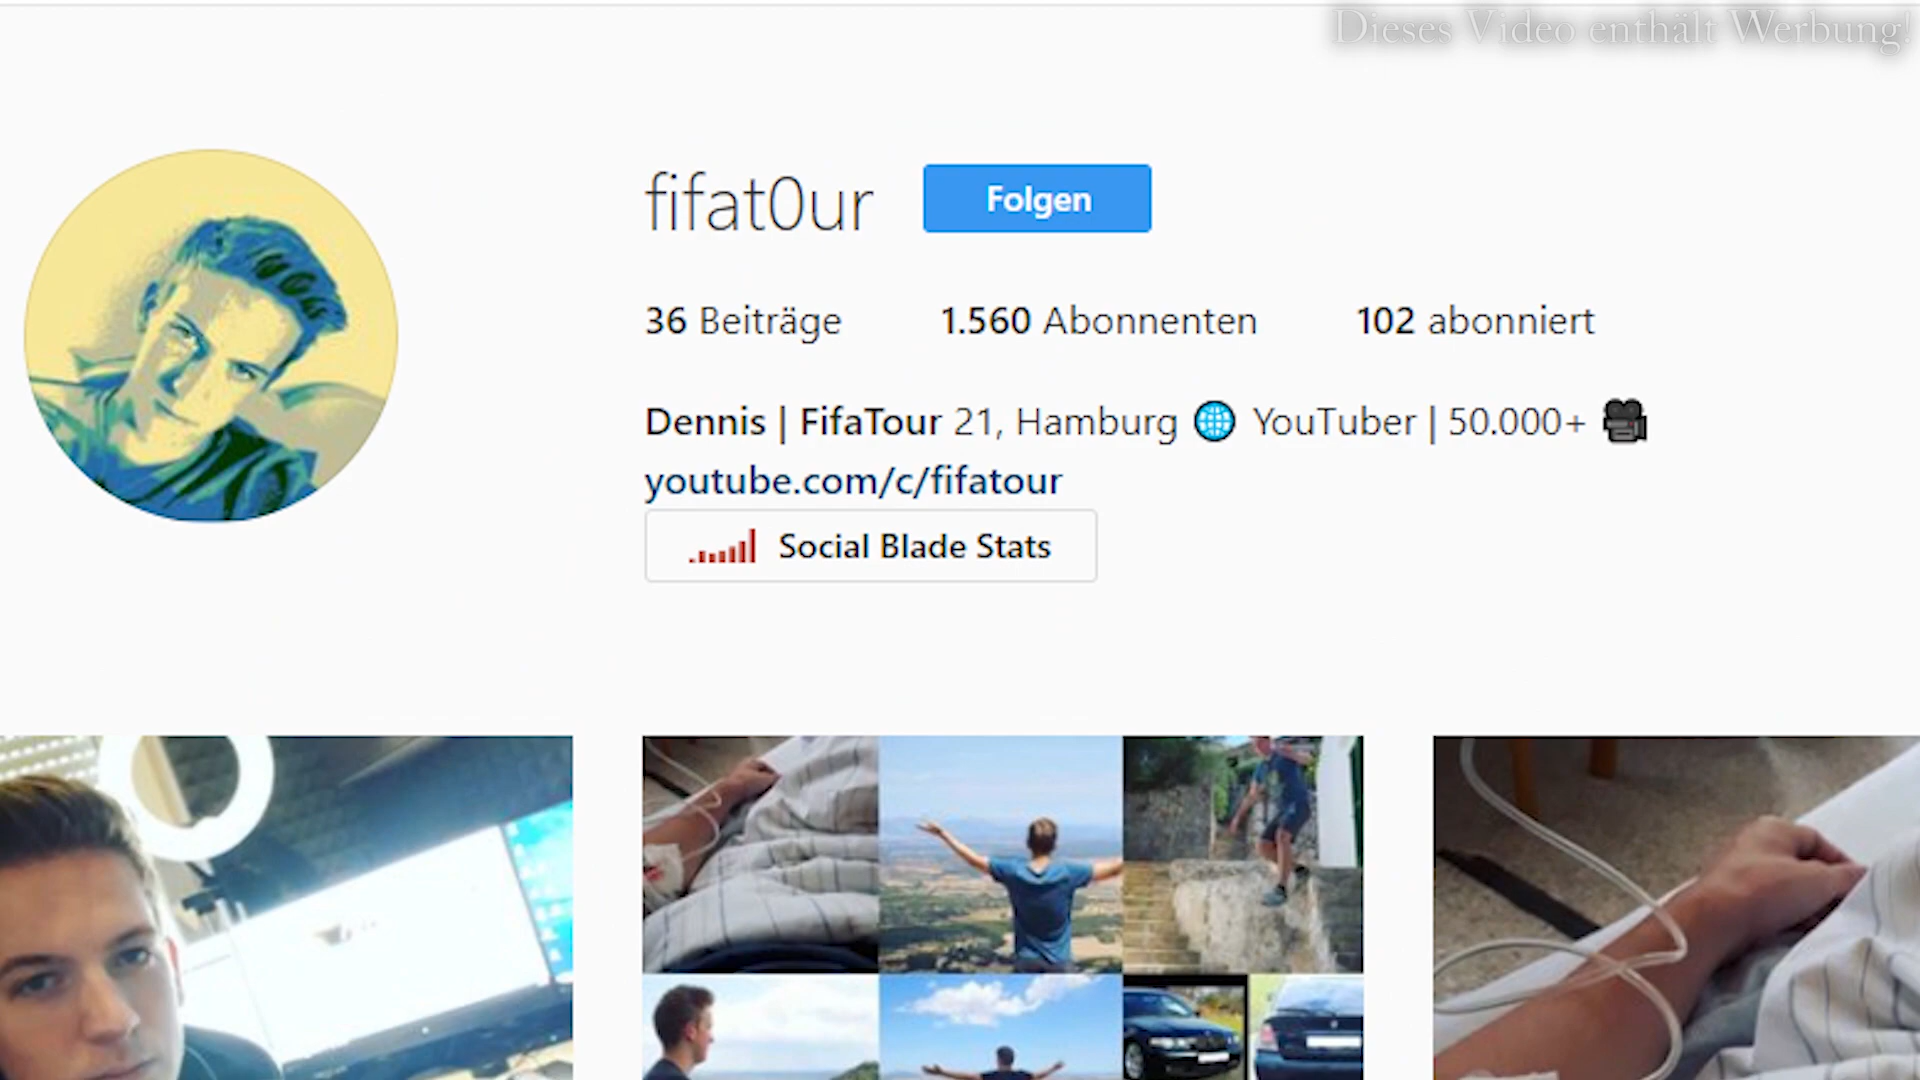 Dieses Video enthält Werbung!
fifat0ur Folgen
36 Beiträge 1.560 Abonnenten 102 abonniert
Dennis | FifaTour 21, Hamburg 🌐 YouTuber | 50.000+ 🎥
youtube.com/c/fifatour
Social Blade Stats